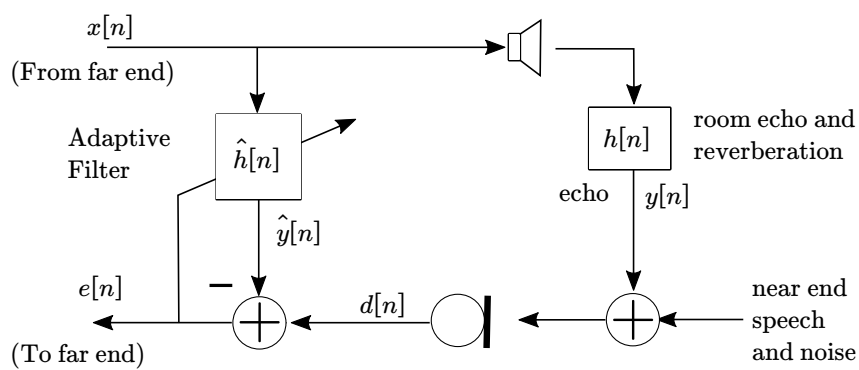 x[n]
(From far end)
Adaptive
Filter
ĥ[n]
h[n]
room echo and
reverberation
echo
y[n]
ŷ[n]
−
e[n]
d[n]
near end
speech
and noise
(To far end)